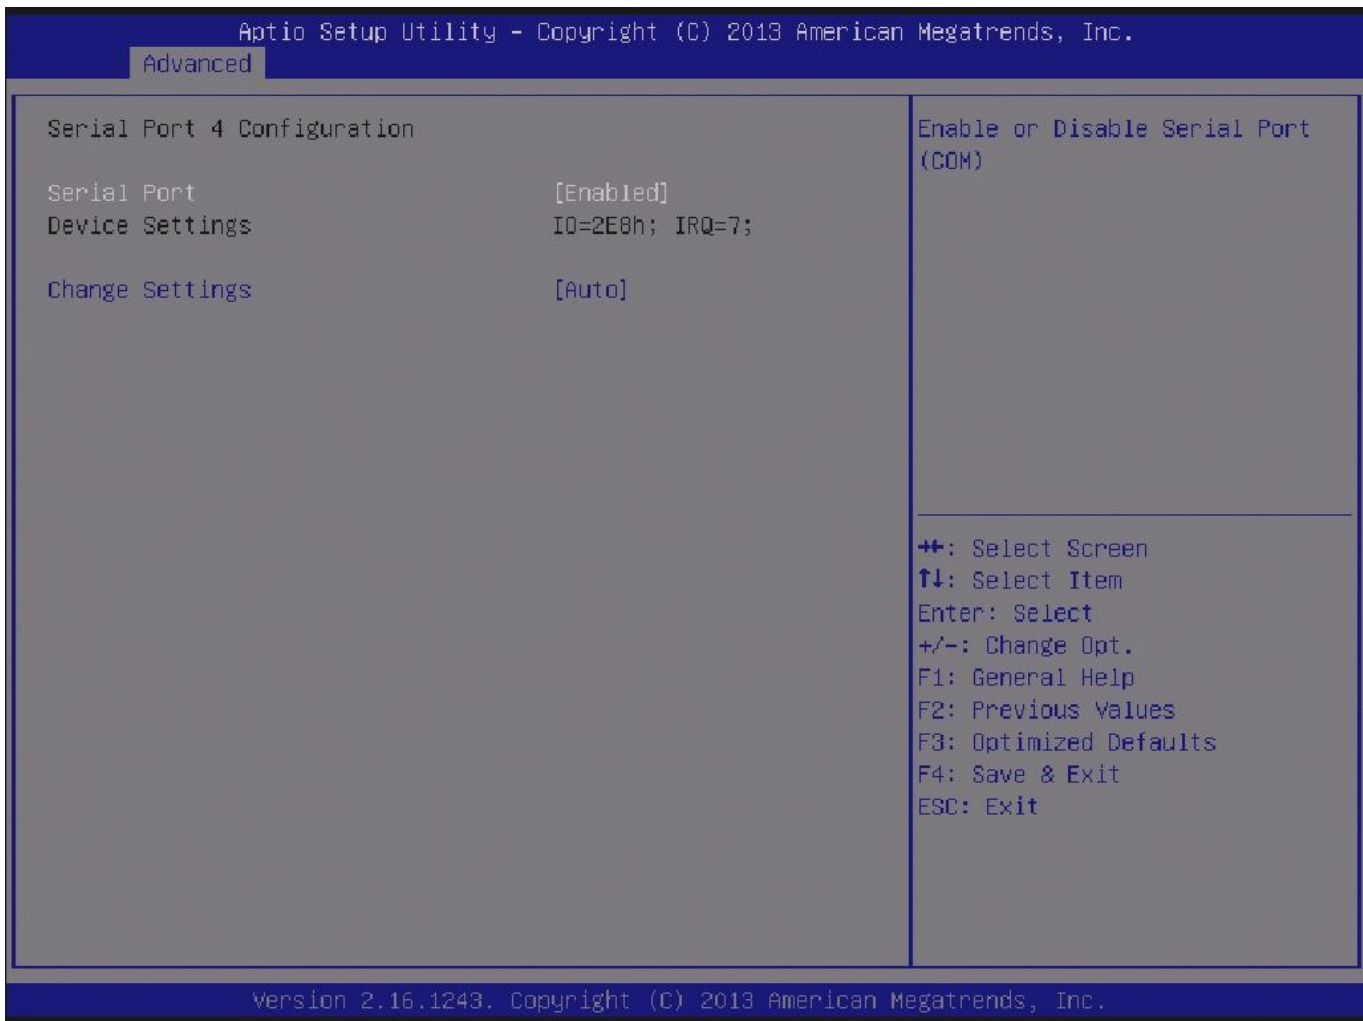 Aptio Setup Utility - Copyright (C) 2013 American Megatrends, Inc.
Advanced
Serial Port 4 Configuration
Serial Port [Enabled]
Device Settings IO=2E8h; IRQ=7;
Change Settings [Auto]
Enable or Disable Serial Port
(COM)
→←: Select Screen
↑↓: Select Item
Enter: Select
+/-: Change Opt.
F1: General Help
F2: Previous Values
F3: Optimized Defaults
F4: Save & Exit
ESC: Exit
Version 2.16.1243. Copyright (C) 2013 American Megatrends, Inc.